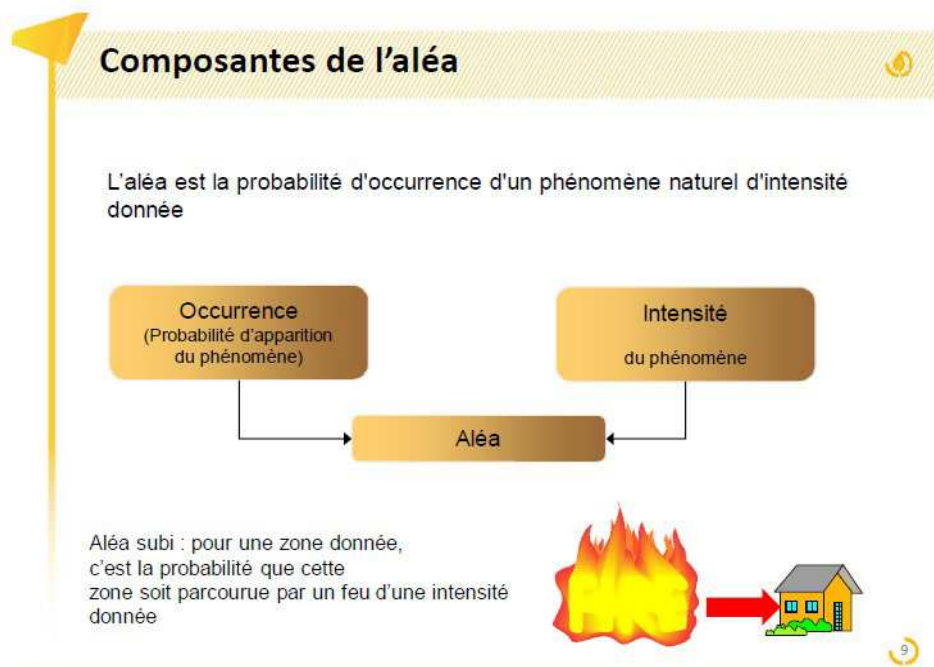 Composantes de l'aléa
L'aléa est la probabilité d'occurrence d'un phénomène naturel d'intensité
donnée
Occurrence
(Probabilité d'apparition
du phénomène)
Intensité
du phénomène
Aléa
Aléa subi : pour une zone donnée,
c'est la probabilité que cette
zone soit parcourue par un feu d'une intensité
donnée
FIRE
9